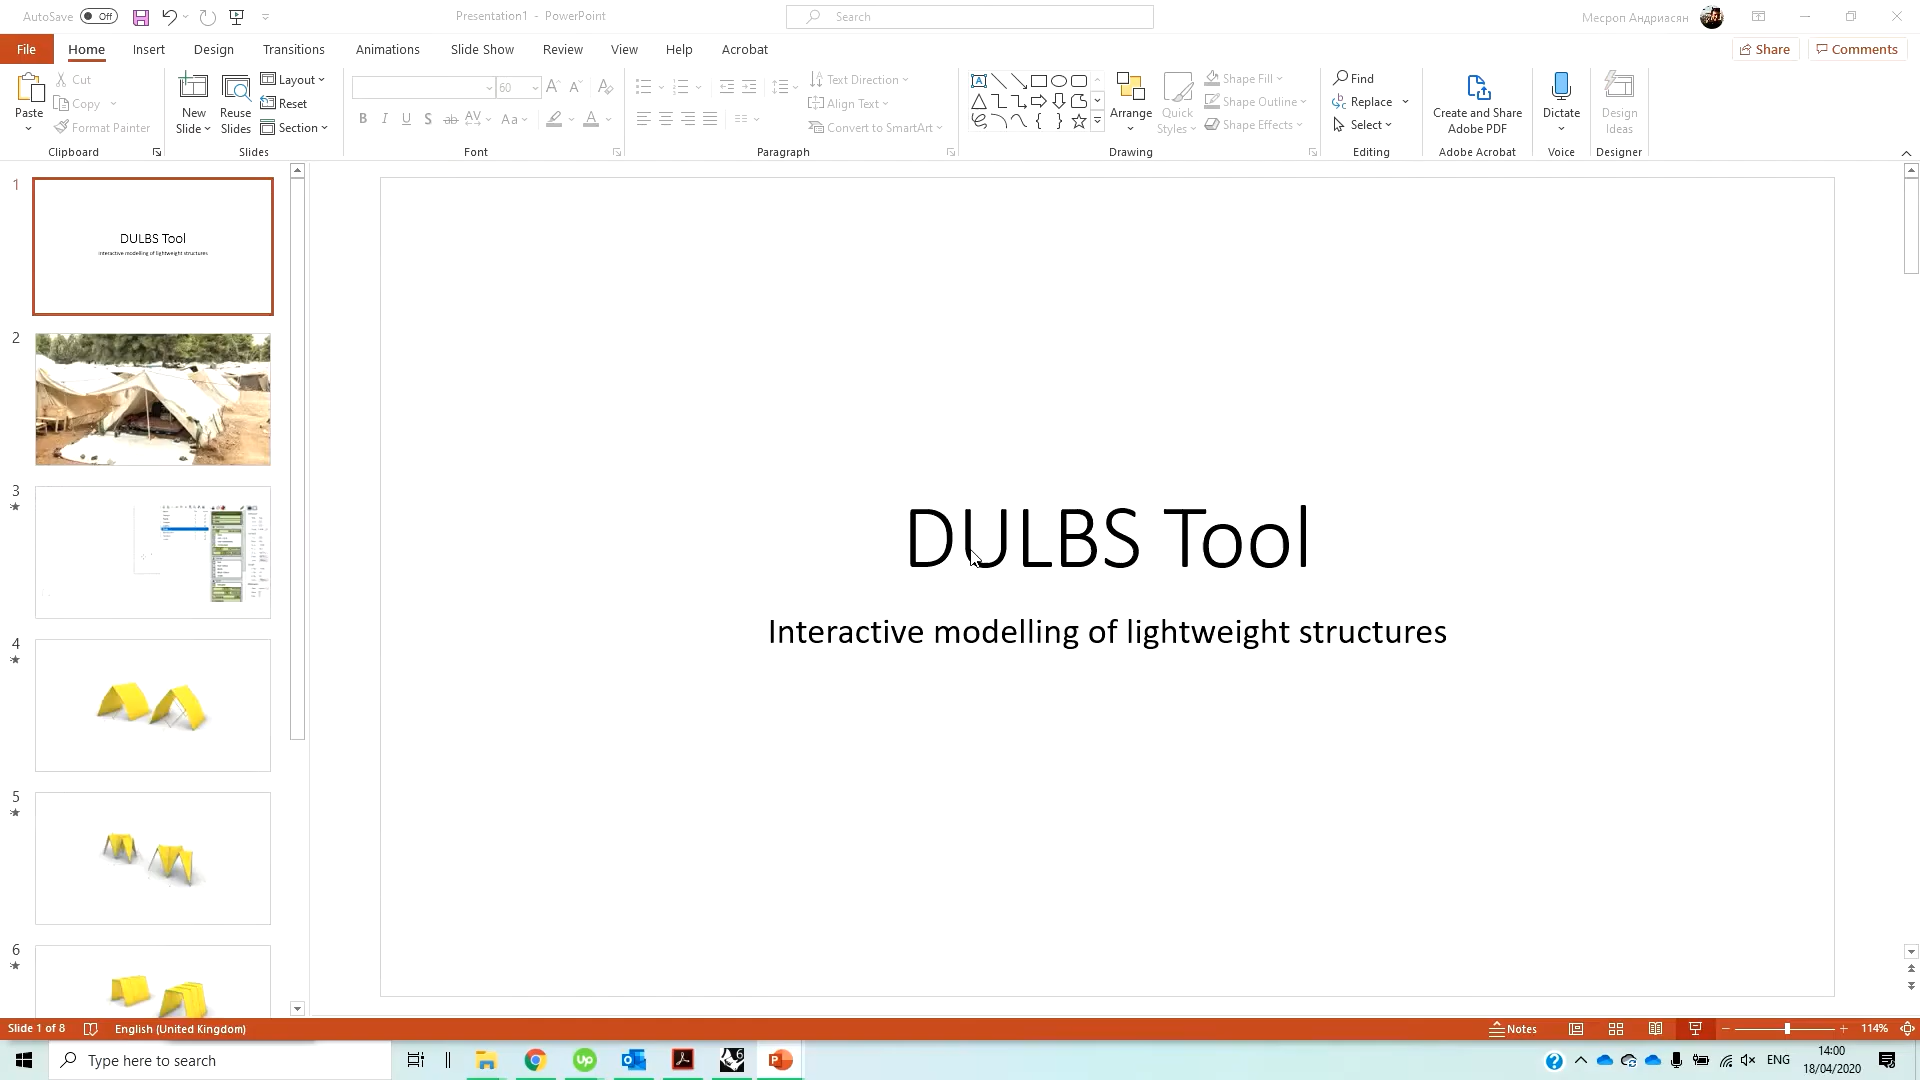 AutoSave Off
Presentation1 - PowerPoint
Search
Месроп Андриасян
File Home Insert Design Transitions Animations Slide Show Review View Help Acrobat
Share Comments
Paste
Cut
Copy
Format Painter
Clipboard
New Slide
Reuse Slides
Layout
Reset
Section
Slides
60
Font
Text Direction
Align Text
Convert to SmartArt
Paragraph
Arrange
Quick Styles
Shape Fill
Shape Outline
Shape Effects
Drawing
Find
Replace
Select
Editing
Create and Share Adobe PDF
Adobe Acrobat
Dictate
Voice
Design Ideas
Designer
1
DULBS Tool
Interactive modelling of lightweight structures
2
3
4
5
6
DULBS Tool
Interactive modelling of lightweight structures
Slide 1 of 8
English (United Kingdom)
Notes
114%
Type here to search
ENG
14:00
18/04/2020